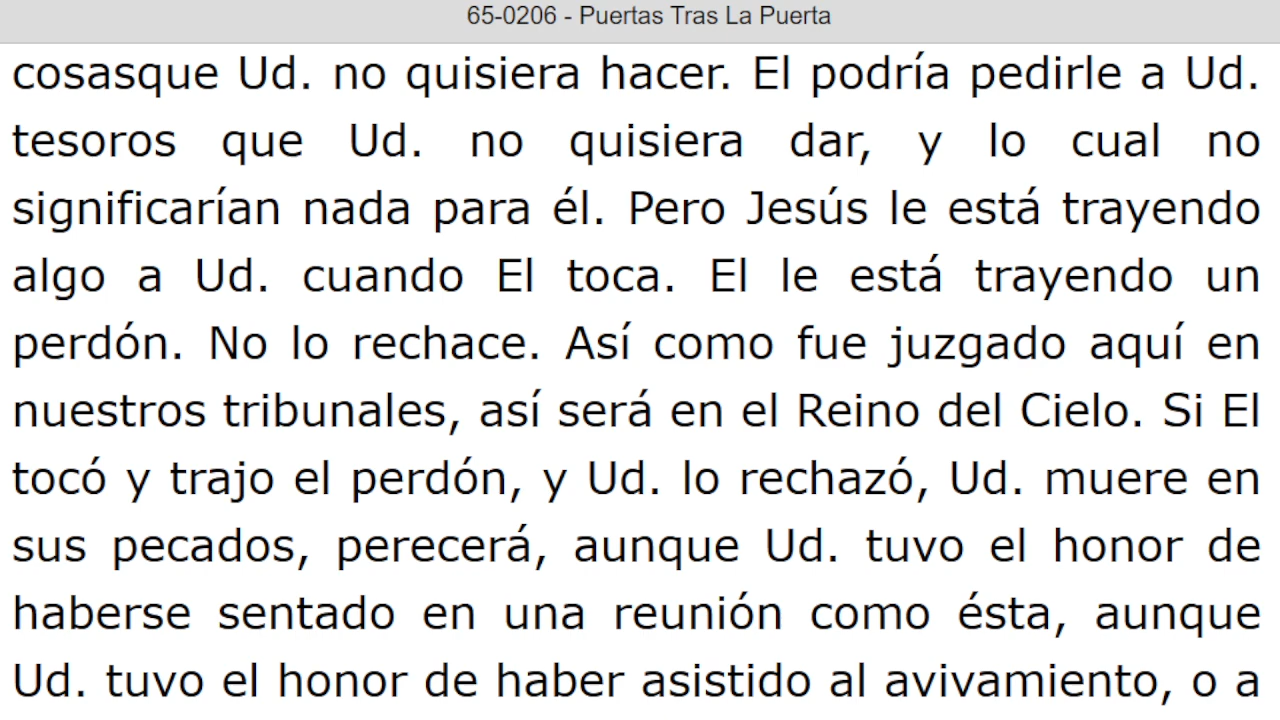 65-0206 - Puertas Tras La Puerta
cosasque Ud. no quisiera hacer. El podría pedirle a Ud.
tesoros que Ud. no quisiera dar, y lo cual no
significarían nada para él. Pero Jesús le está trayendo
algo a Ud. cuando El toca. El le está trayendo un
perdón. No lo rechace. Así como fue juzgado aquí en
nuestros tribunales, así será en el Reino del Cielo. Si El
tocó y trajo el perdón, y Ud. lo rechazó, Ud. muere en
sus pecados, perecerá, aunque Ud. tuvo el honor de
haberse sentado en una reunión como ésta, aunque
Ud. tuvo el honor de haber asistido al avivamiento, o a